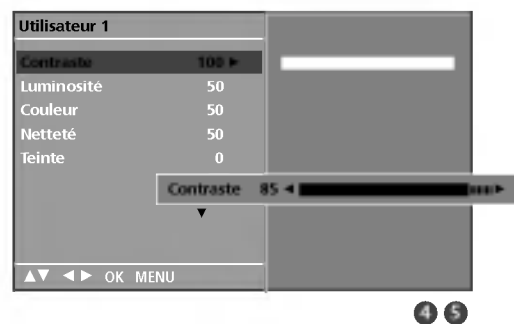 Utilisateur 1
Contraste 100 ►
Luminosité 50
Couleur 50
Netteté 50
Teinte 0
Contraste 85 ◄ ►
▼
▲▼ ◄► OK MENU
4 5